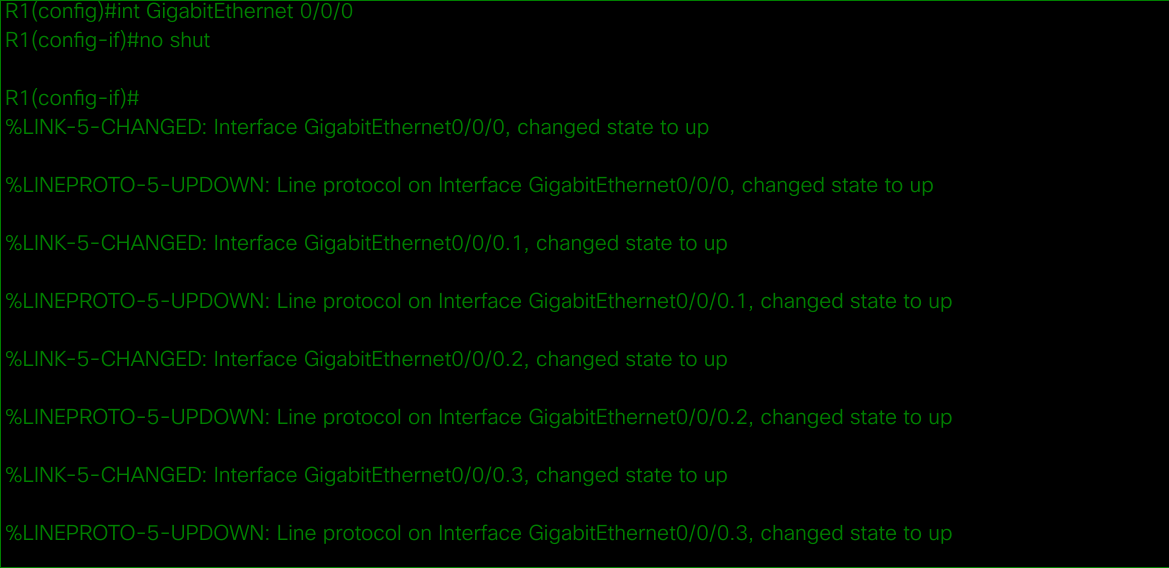 R1(config)#int GigabitEthernet 0/0/0
R1(config-if)#no shut
R1(config-if)#
%LINK-5-CHANGED: Interface GigabitEthernet0/0/0, changed state to up
%LINEPROTO-5-UPDOWN: Line protocol on Interface GigabitEthernet0/0/0, changed state to up
%LINK-5-CHANGED: Interface GigabitEthernet0/0/0.1, changed state to up
%LINEPROTO-5-UPDOWN: Line protocol on Interface GigabitEthernet0/0/0.1, changed state to up
%LINK-5-CHANGED: Interface GigabitEthernet0/0/0.2, changed state to up
%LINEPROTO-5-UPDOWN: Line protocol on Interface GigabitEthernet0/0/0.2, changed state to up
%LINK-5-CHANGED: Interface GigabitEthernet0/0/0.3, changed state to up
%LINEPROTO-5-UPDOWN: Line protocol on Interface GigabitEthernet0/0/0.3, changed state to up